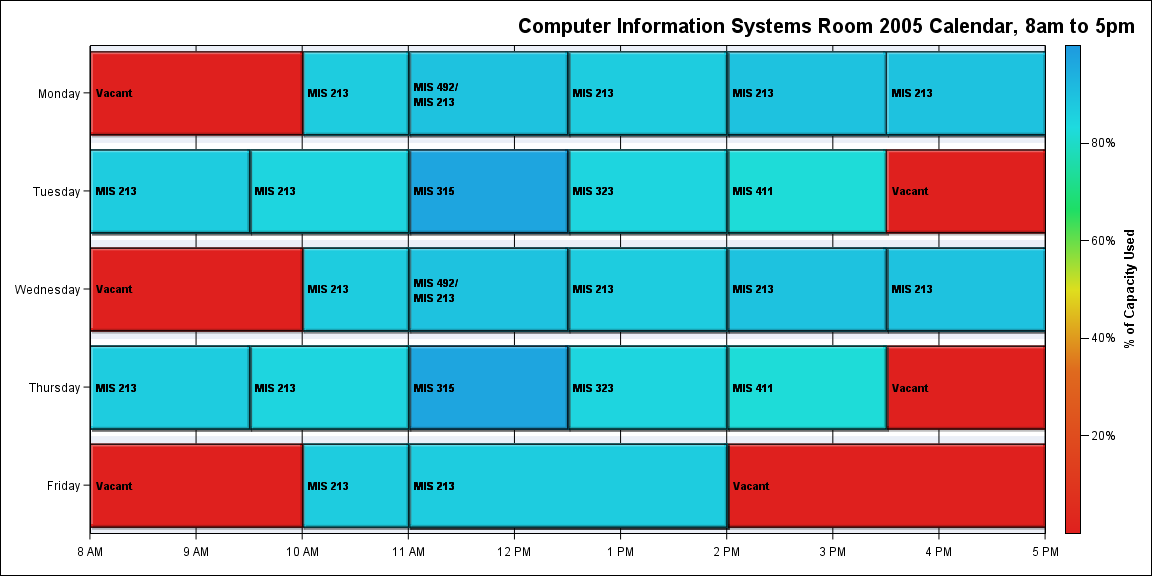 Computer Information Systems Room 2005 Calendar, 8am to 5pm
Monday
Vacant
MIS 213
MIS 492/
MIS 213
MIS 213
MIS 213
MIS 213
Tuesday
MIS 213
MIS 213
MIS 315
MIS 323
MIS 411
Vacant
Wednesday
Vacant
MIS 213
MIS 492/
MIS 213
MIS 213
MIS 213
MIS 213
Thursday
MIS 213
MIS 213
MIS 315
MIS 323
MIS 411
Vacant
Friday
Vacant
MIS 213
MIS 213
Vacant
8 AM
9 AM
10 AM
11 AM
12 PM
1 PM
2 PM
3 PM
4 PM
5 PM
80%
60%
40%
20%
% of Capacity Used